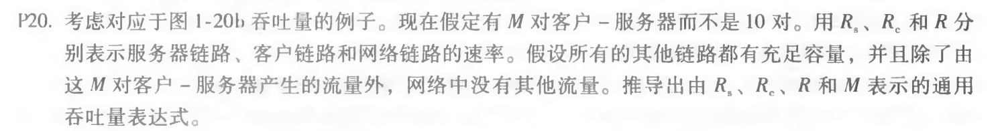 P20. 考虑对应于图 1-20b 吞吐量的例子。现在假定有 M 对客户－服务器而不是 10 对。用 Rs、Rc 和 R 分
别表示服务器链路、客户链路和网络链路的速率。假设所有的其他链路都有充足容量，并且除了由
这 M 对客户－服务器产生的流量外，网络中没有其他流量。推导出由 Rs、Rc、R 和 M 表示的通用
吞吐量表达式。